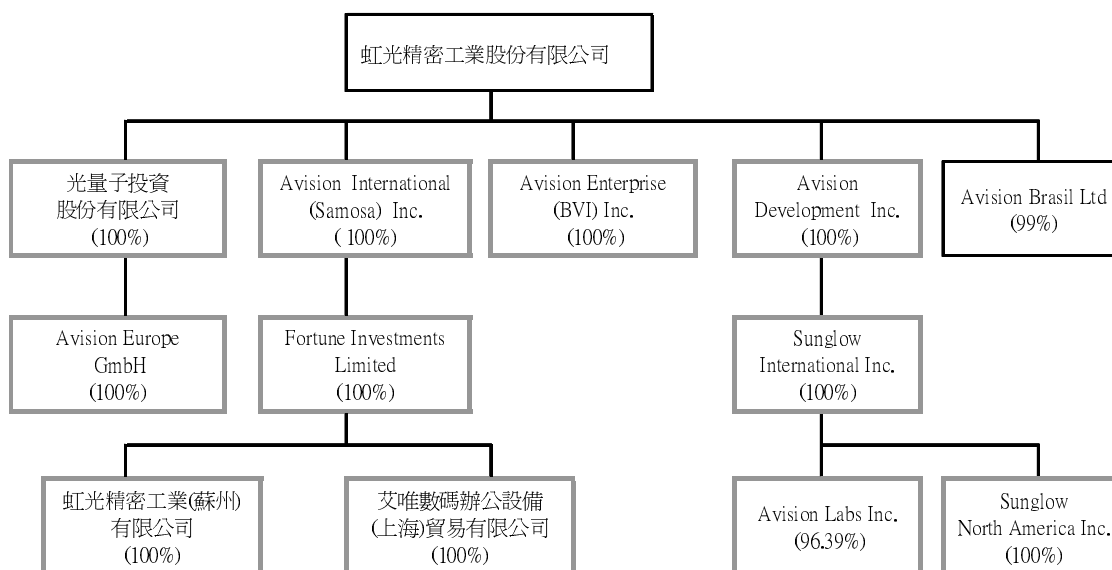 虹光精密工業股份有限公司
光量子投資
股份有限公司
(100%)
Avision International
(Samosa) Inc.
( 100%)
Avision Enterprise
(BVI) Inc.
(100%)
Avision
Development Inc.
(100%)
Avision Brasil Ltd
(99%)
Avision Europe
GmbH
(100%)
Fortune Investments
Limited
(100%)
Sunglow
International Inc.
(100%)
虹光精密工業(蘇州)
有限公司
(100%)
艾唯數碼辦公設備
(上海)貿易有限公司
(100%)
Avision Labs Inc.
(96.39%)
Sunglow
North America Inc.
(100%)